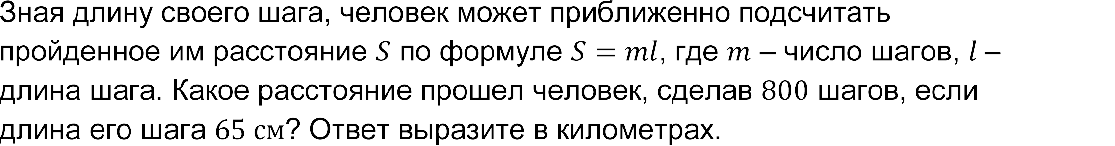 Зная длину своего шага, человек может приближенно подсчитать
пройденное им расстояние S по формуле S = ml, где m – число шагов, l –
длина шага. Какое расстояние прошел человек, сделав 800 шагов, если
длина его шага 65 см? Ответ выразите в километрах.